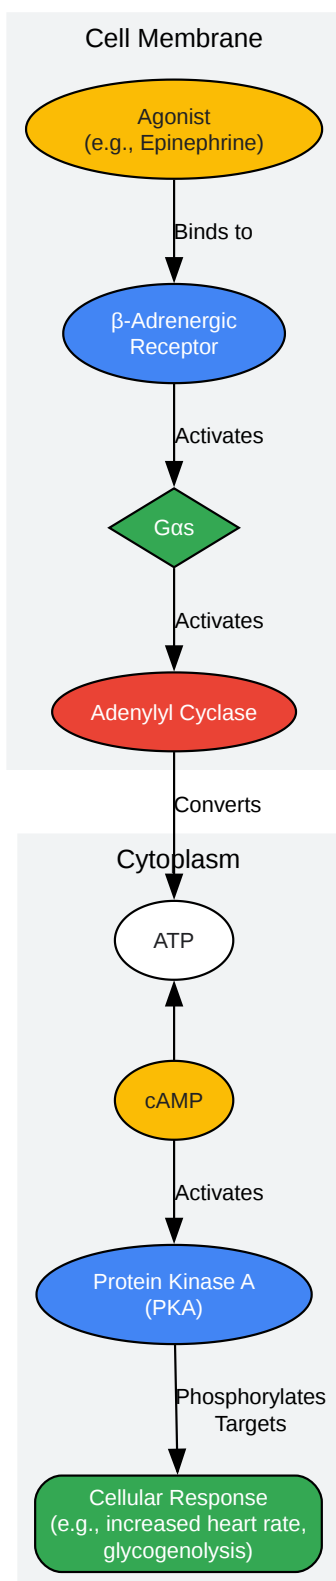 Cell Membrane
Agonist
(e.g., Epinephrine)
Binds to
β-Adrenergic
Receptor
Activates
Gαs
Activates
Adenylyl Cyclase
Converts
Cytoplasm
ATP
cAMP
Activates
Protein Kinase A
(PKA)
Phosphorylates
Targets
Cellular Response
(e.g., increased heart rate,
glycogenolysis)